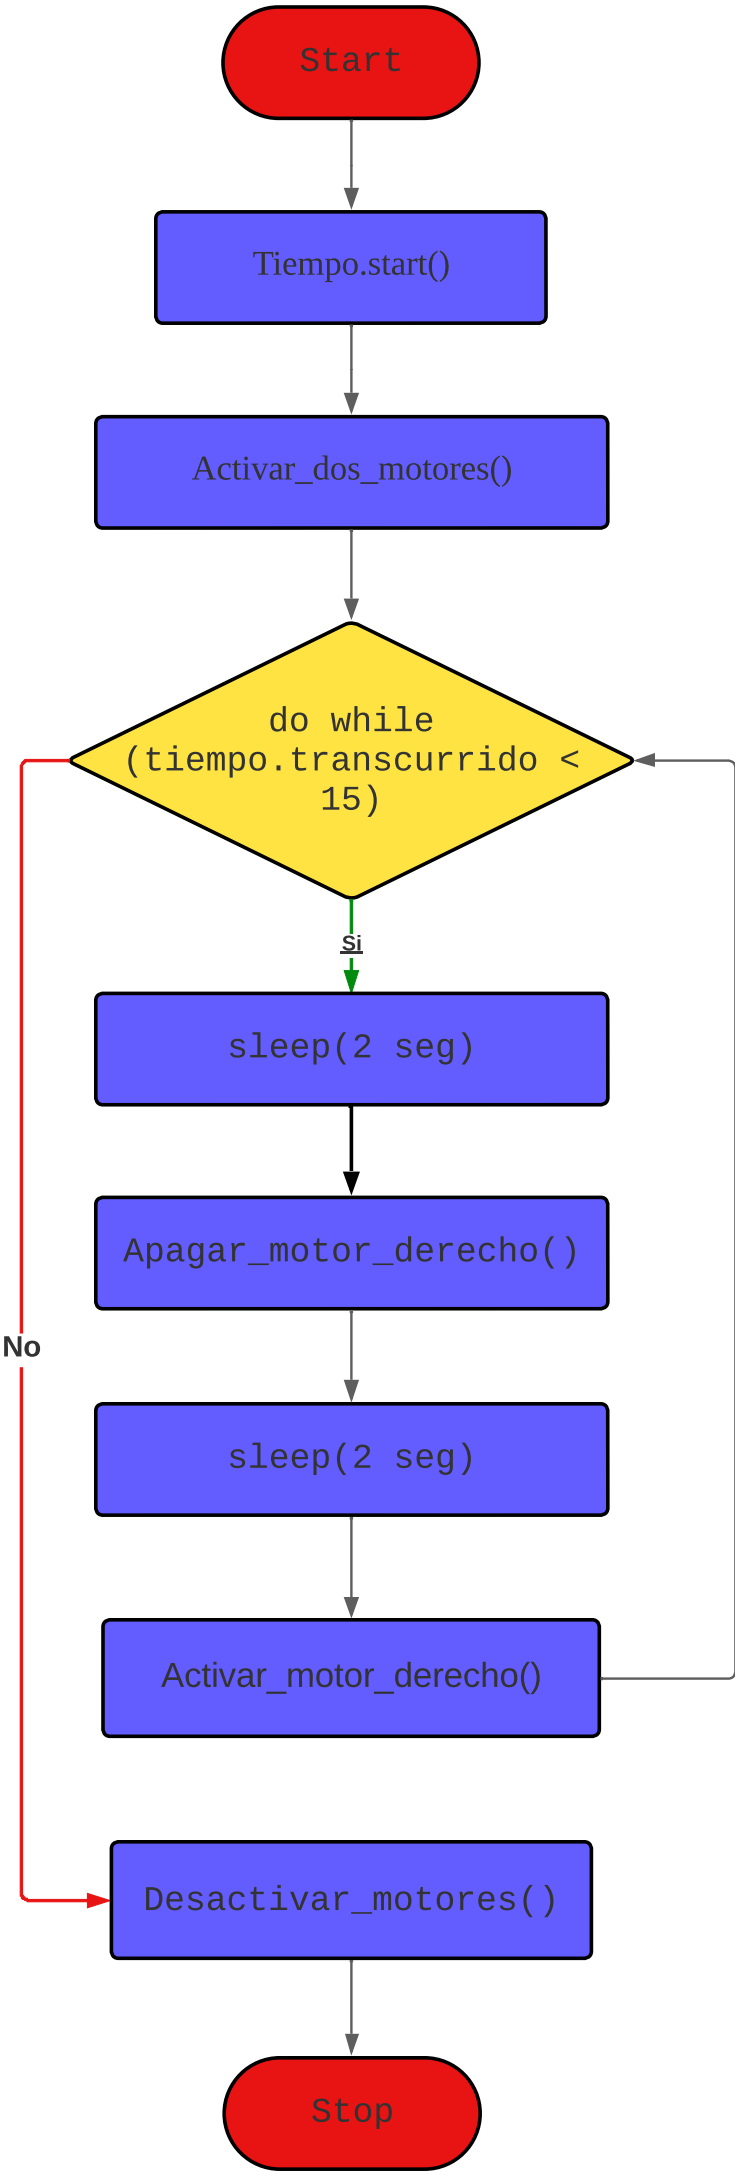 Start
Tiempo.start()
Activar_dos_motores()
do while
(tiempo.transcurrido <
15)
Si
sleep(2 seg)
Apagar_motor_derecho()
No
sleep(2 seg)
Activar_motor_derecho()
Desactivar_motores()
Stop